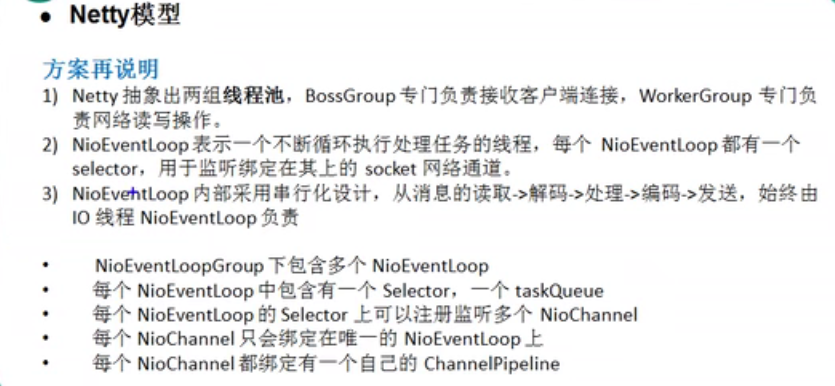 • Netty模型
方案再说明
1) Netty 抽象出两组线程池，BossGroup 专门负责接收客户端连接，WorkerGroup 专门负
责网络读写操作。
2) NioEventLoop 表示一个不断循环执行处理任务的线程，每个 NioEventLoop 都有一个
selector，用于监听绑定在其上的 socket 网络通道。
3) NioEventLoop 内部采用串行化设计，从消息的读取->解码->处理->编码->发送，始终由
IO 线程 NioEventLoop 负责
• NioEventLoopGroup 下包含多个 NioEventLoop
• 每个 NioEventLoop 中包含有一个 Selector，一个 taskQueue
• 每个 NioEventLoop 的 Selector 上可以注册监听多个 NioChannel
• 每个 NioChannel 只会绑定在唯一的 NioEventLoop 上
• 每个 NioChannel 都绑定有一个自己的 ChannelPipeline